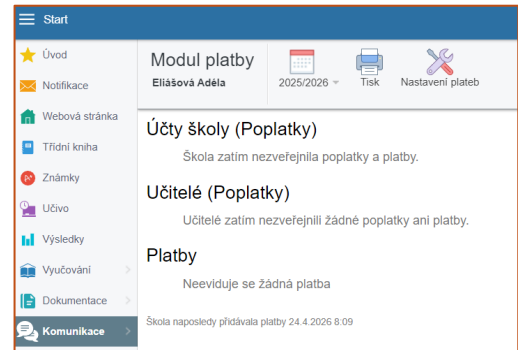 Start
Úvod
Notifikace
Webová stránka
Třídní kniha
Známky
Učivo
Výsledky
Vyučování
Dokumentace
Komunikace
Modul platby
Eliášová Adéla
2025/2026
Tisk
Nastavení plateb
Účty školy (Poplatky)
Škola zatím nezveřejnila poplatky a platby.
Učitelé (Poplatky)
Učitelé zatím nezveřejnili žádné poplatky ani platby.
Platby
Neeviduje se žádná platba
Škola naposledy přidávala platby 24.4.2026 8:09